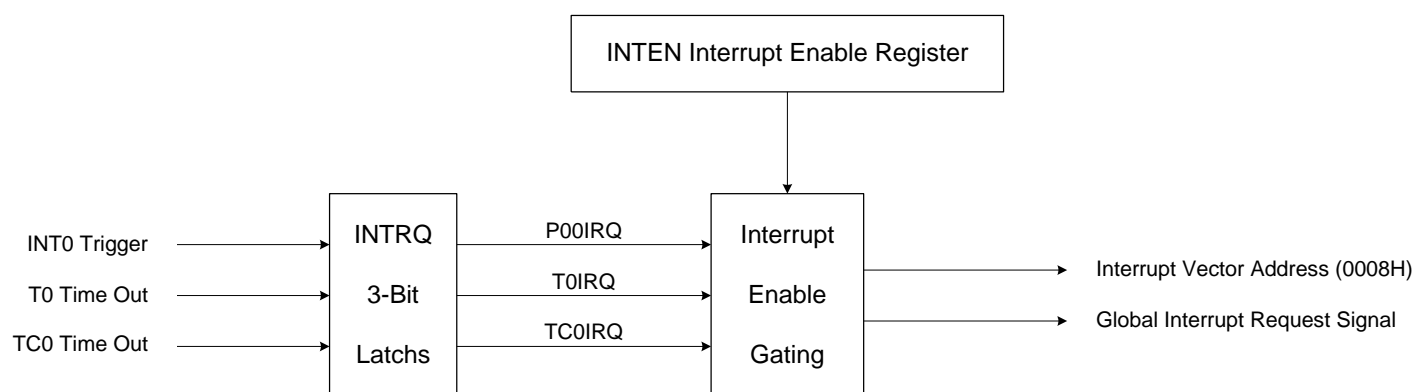 INTEN Interrupt Enable Register
INT0 Trigger
T0 Time Out
TC0 Time Out
INTRQ
3-Bit
Latchs
P00IRQ
T0IRQ
TC0IRQ
Interrupt
Enable
Gating
Interrupt Vector Address (0008H)
Global Interrupt Request Signal